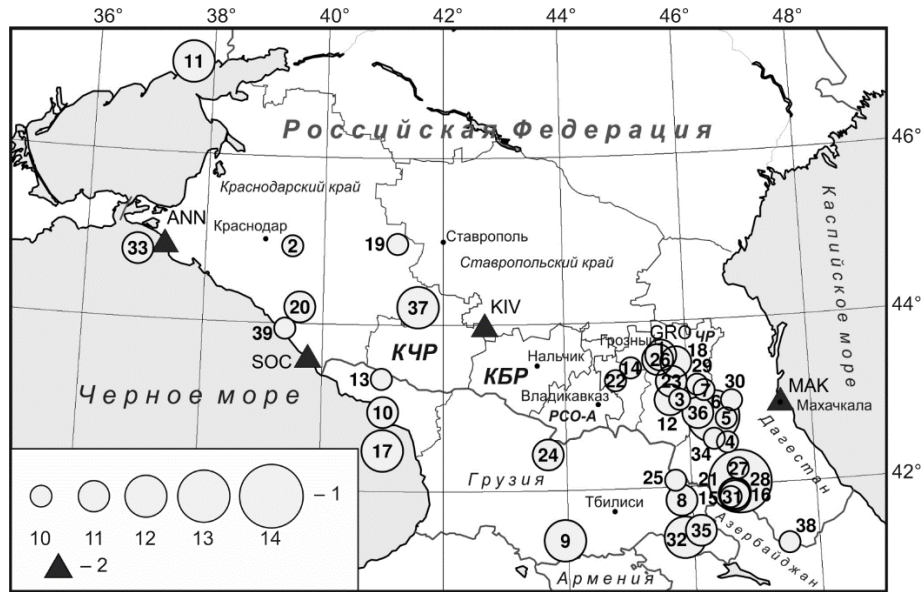 36° 38° 40° 42° 44° 46° 48°
11
Российская Федерация
46°
Краснодарский край
ANN
Краснодар
2
19
Ставрополь
33
Ставропольский край
Каспийское море
44°
20
37
KIV
39
GRO
ЧР
Грозный
18
SOC
КЧР
26
Нальчик
14
29
13
КБР
22
23
7
30
MAK
Черное море
Владикавказ
3
6
Махачкала
10
РСО-А
12
36
5
17
24
34
4
Дагестан
42°
Грузия
25
21
27
28
8
15
31
16
Тбилиси
38
9
32
35
Азербайджан
Армения
– 1
10 11 12 13 14
– 2